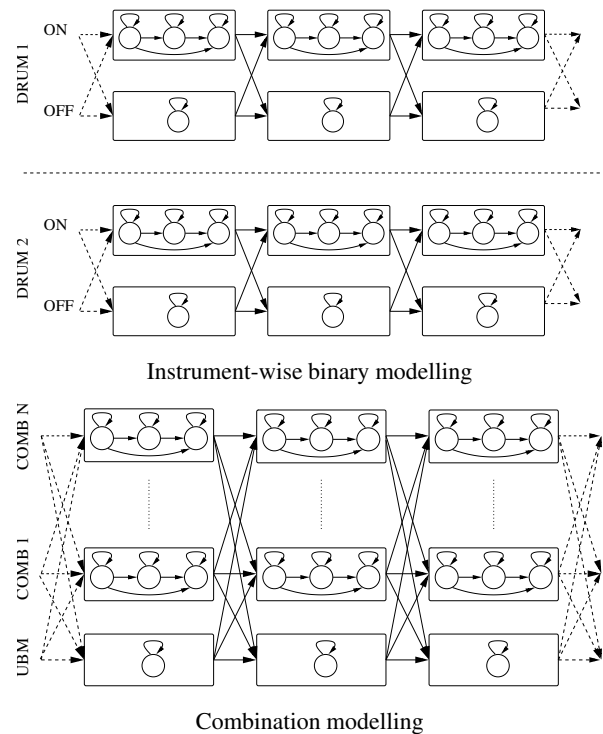 DRUM 1
ON
OFF
DRUM 2
ON
OFF
Instrument-wise binary modelling
COMB N
COMB 1
UBM
Combination modelling